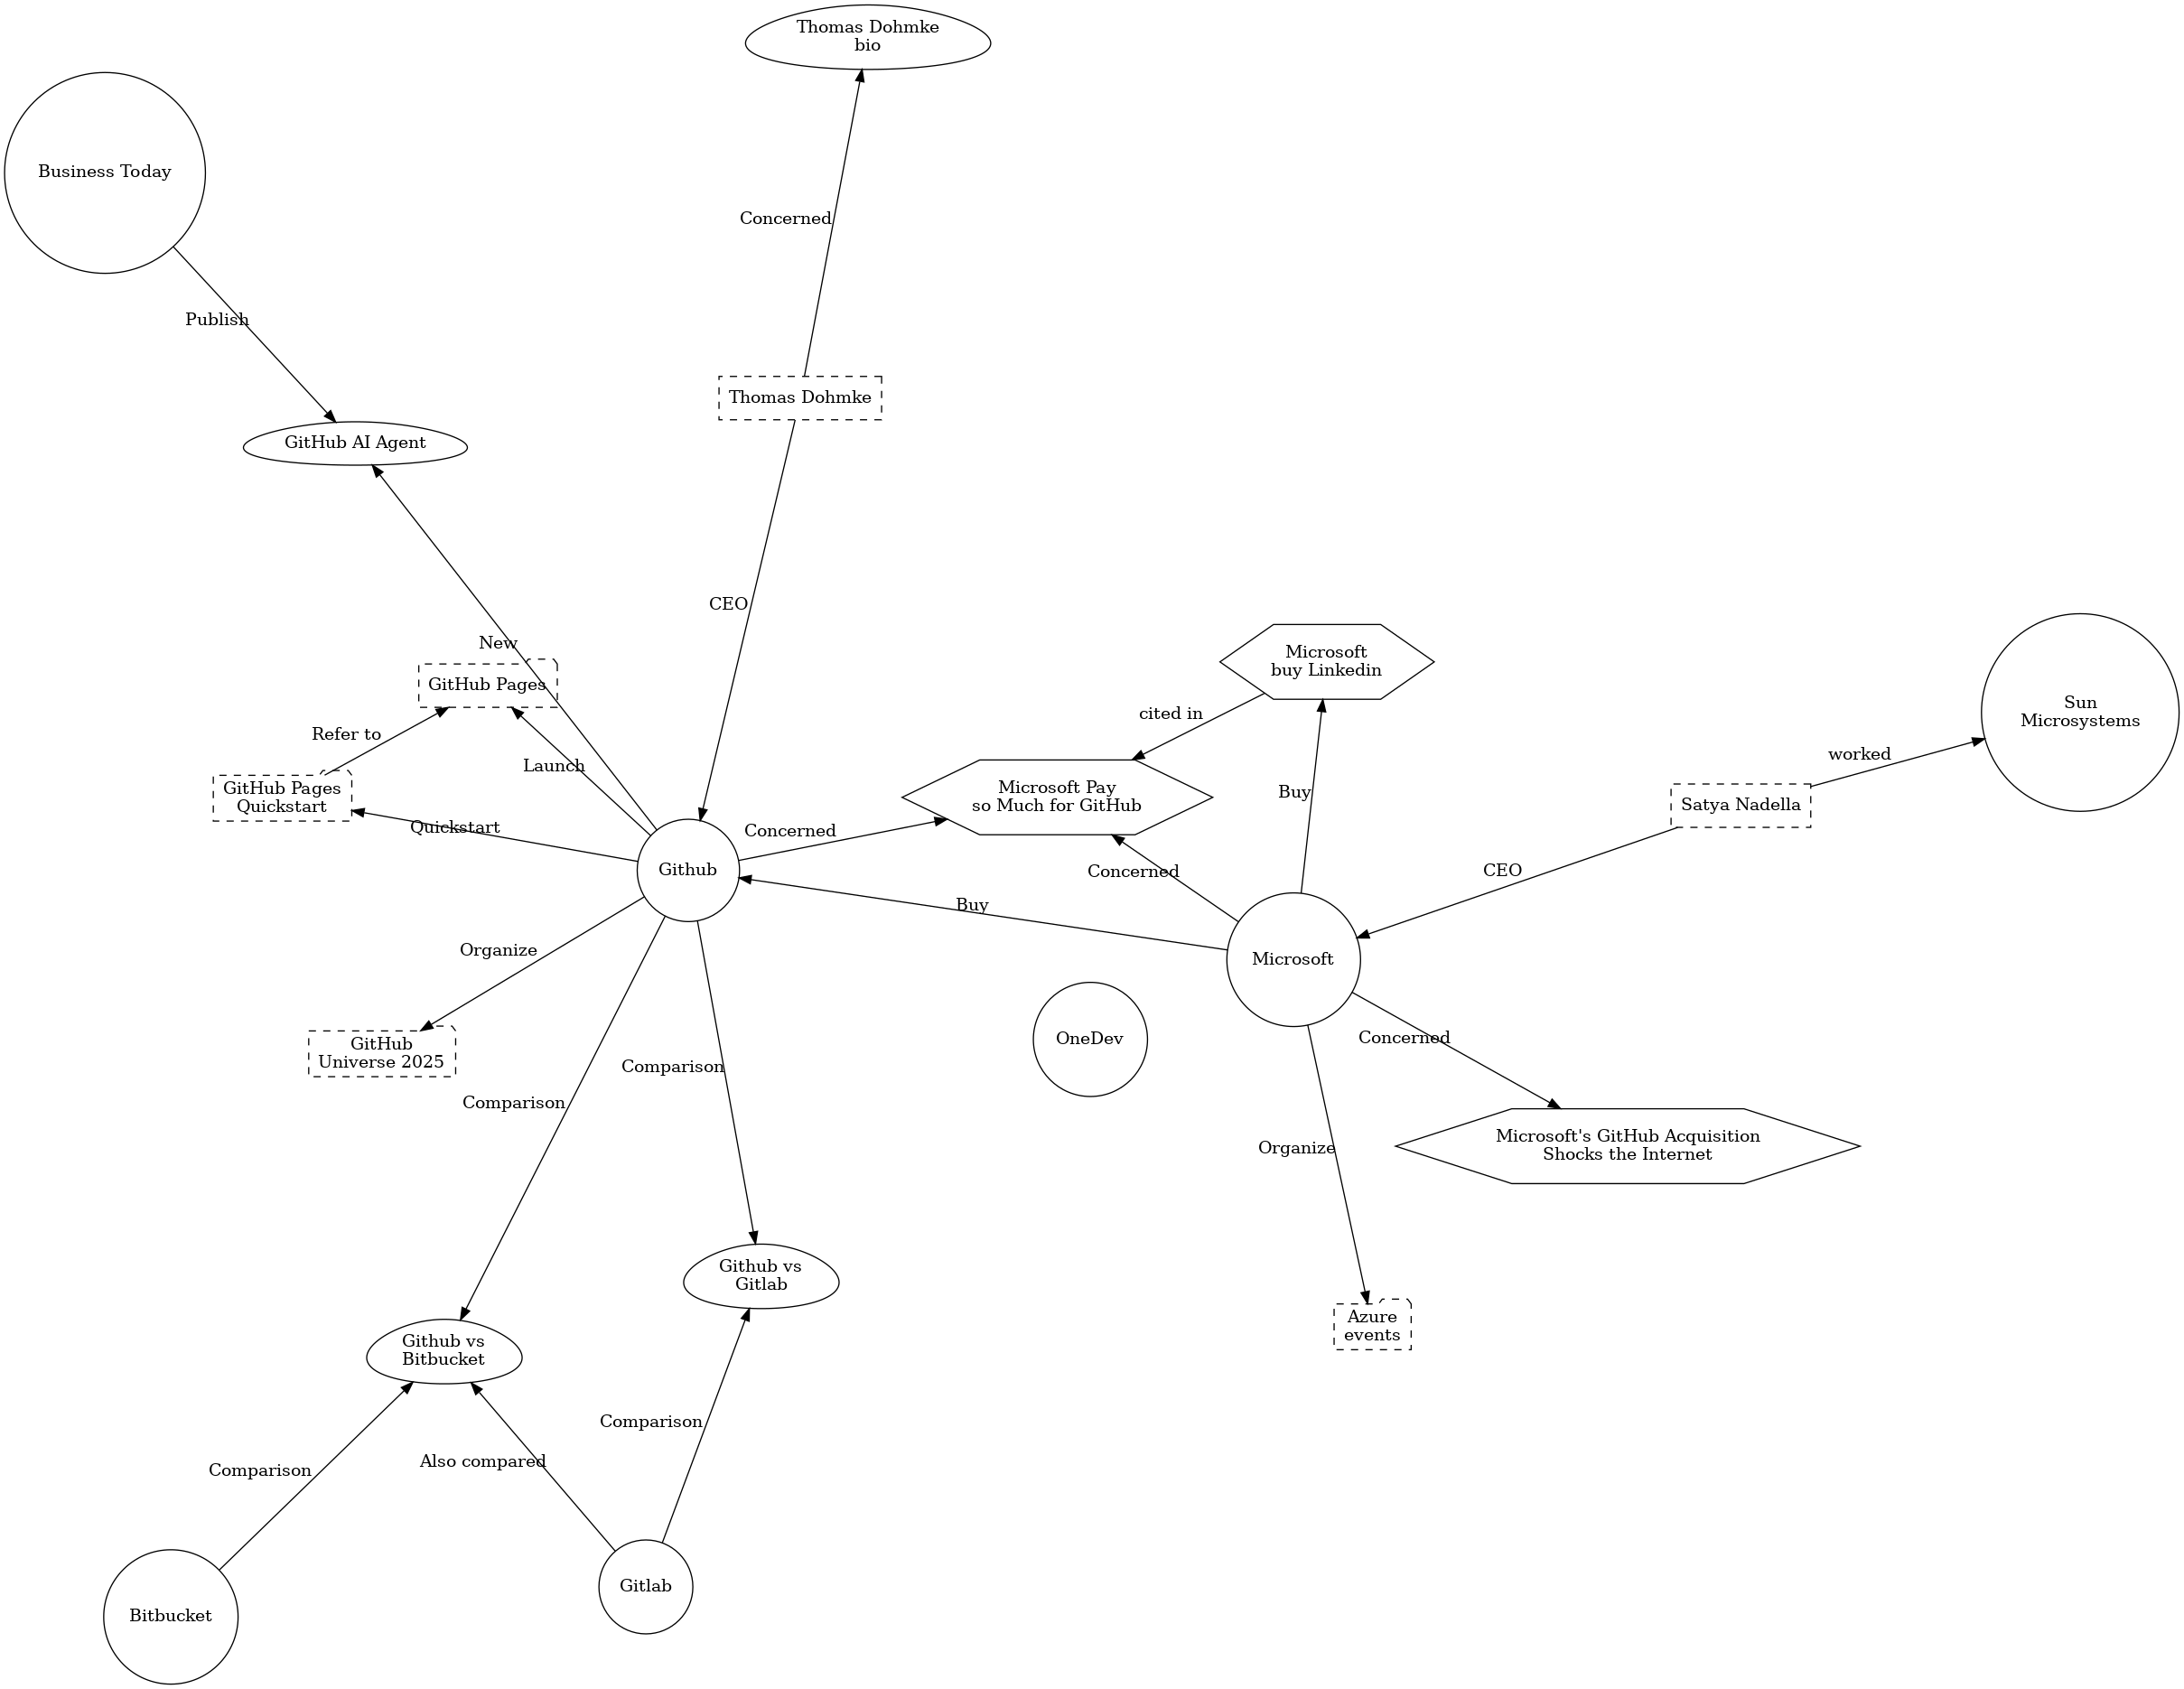 Thomas Dohmke
bio
Business Today
Concerned
Publish
Thomas Dohmke
GitHub AI Agent
CEO
New
Microsoft
buy Linkedin
GitHub Pages
Sun
Microsystems
cited in
Refer to
worked
Launch
GitHub Pages
Quickstart
Microsoft Pay
so Much for GitHub
Buy
Satya Nadella
Quickstart
Concerned
Github
Concerned
CEO
Buy
Organize
Microsoft
OneDev
Concerned
GitHub
Universe 2025
Comparison
Comparison
Organize
Microsoft's GitHub Acquisition
Shocks the Internet
Github vs
Gitlab
Azure
events
Github vs
Bitbucket
Comparison
Also compared
Comparison
Gitlab
Bitbucket